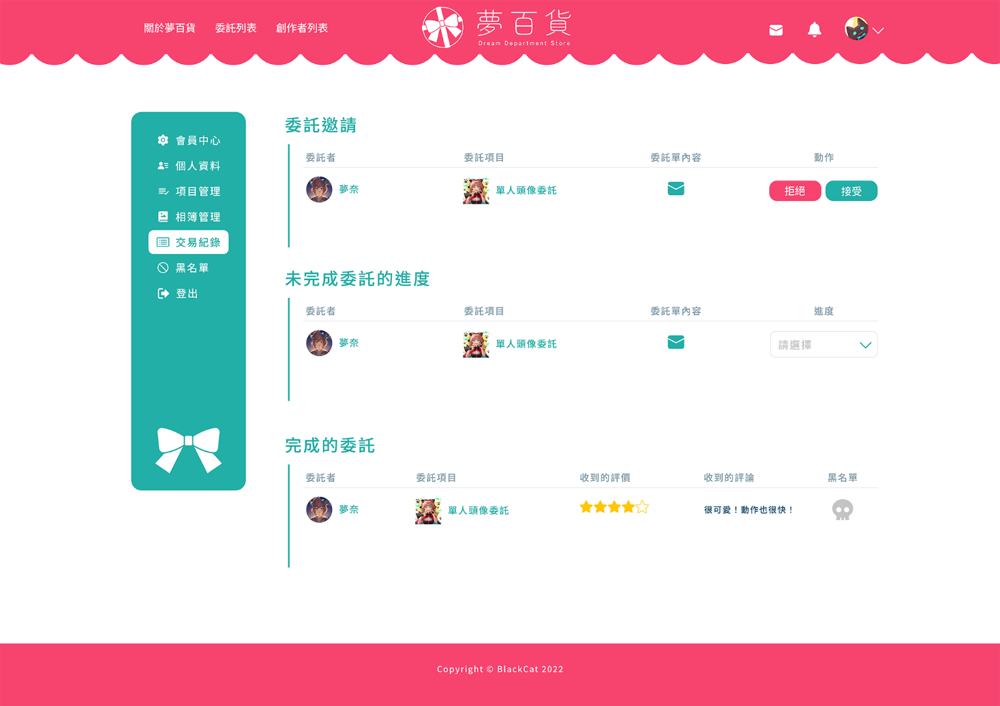 關於夢百貨
委託列表
創作者列表
夢百貨
Dream Department Store
會員中心
個人資料
項目管理
相簿管理
交易紀錄
黑名單
登出
委託邀請
委託者 委託項目 委託單內容 動作
夢奈 單人頭像委託 拒絕 接受
未完成委託的進度
委託者 委託項目 委託單內容 進度
夢奈 單人頭像委託 請選擇
完成的委託
委託者 委託項目 收到的評價 收到的評論 黑名單
夢奈 單人頭像委託 很可愛！動作也很快！
Copyright © BlackCat 2022